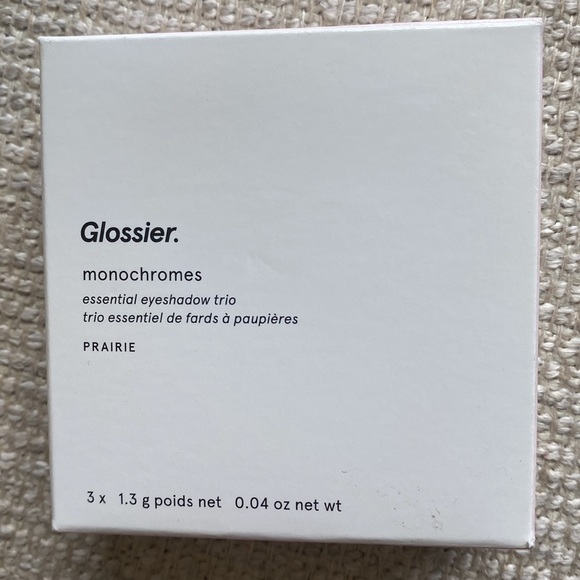 Glossier.
monochromes
essential eyeshadow trio
trio essentiel de fards à paupières
PRAIRIE
3 x 1.3 g poids net 0.04 oz net wt